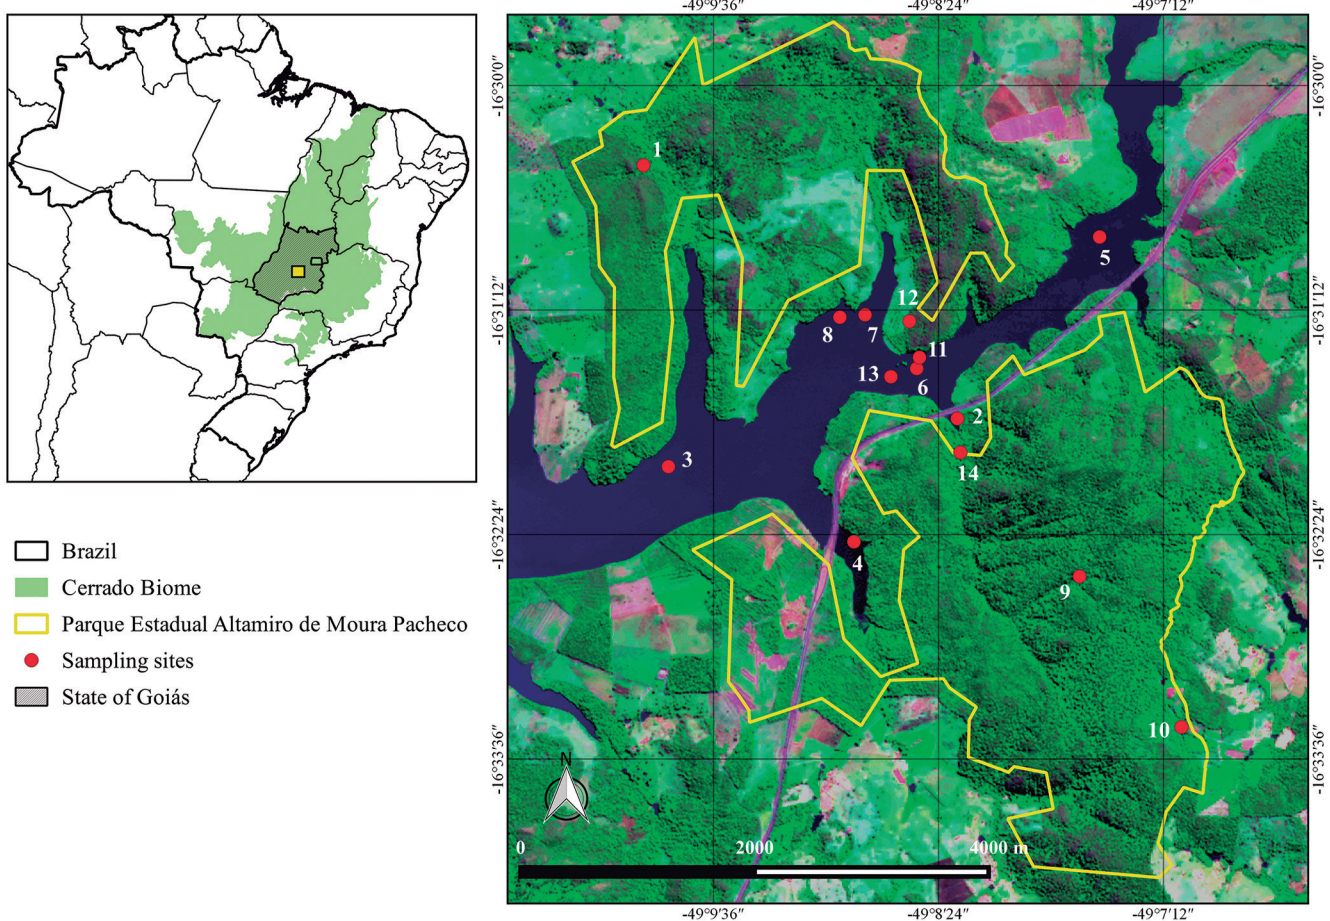 -49°9'36" -49°8'24" -49°7'12"
-16°30'0" -16°30'0"
1
5
12
-16°31'12" -16°31'12"
8 7
11
13 6
2
3
14
-16°32'24" -16°32'24"
4
9
10
-16°33'36" -16°33'36"
N
0 2000 4000 m
-49°9'36" -49°8'24" -49°7'12"
Brazil
Cerrado Biome
Parque Estadual Altamiro de Moura Pacheco
Sampling sites
State of Goiás